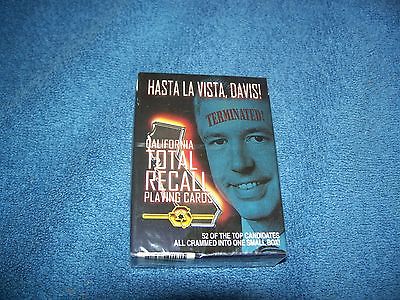 HASTA LA VISTA, DAVIS!
TERMINATED!
CALIFORNIA
TOTAL
RECALL
PLAYING CARDS
52 OF THE TOP CANDIDATES
ALL CRAMMED INTO ONE SMALL BOX!